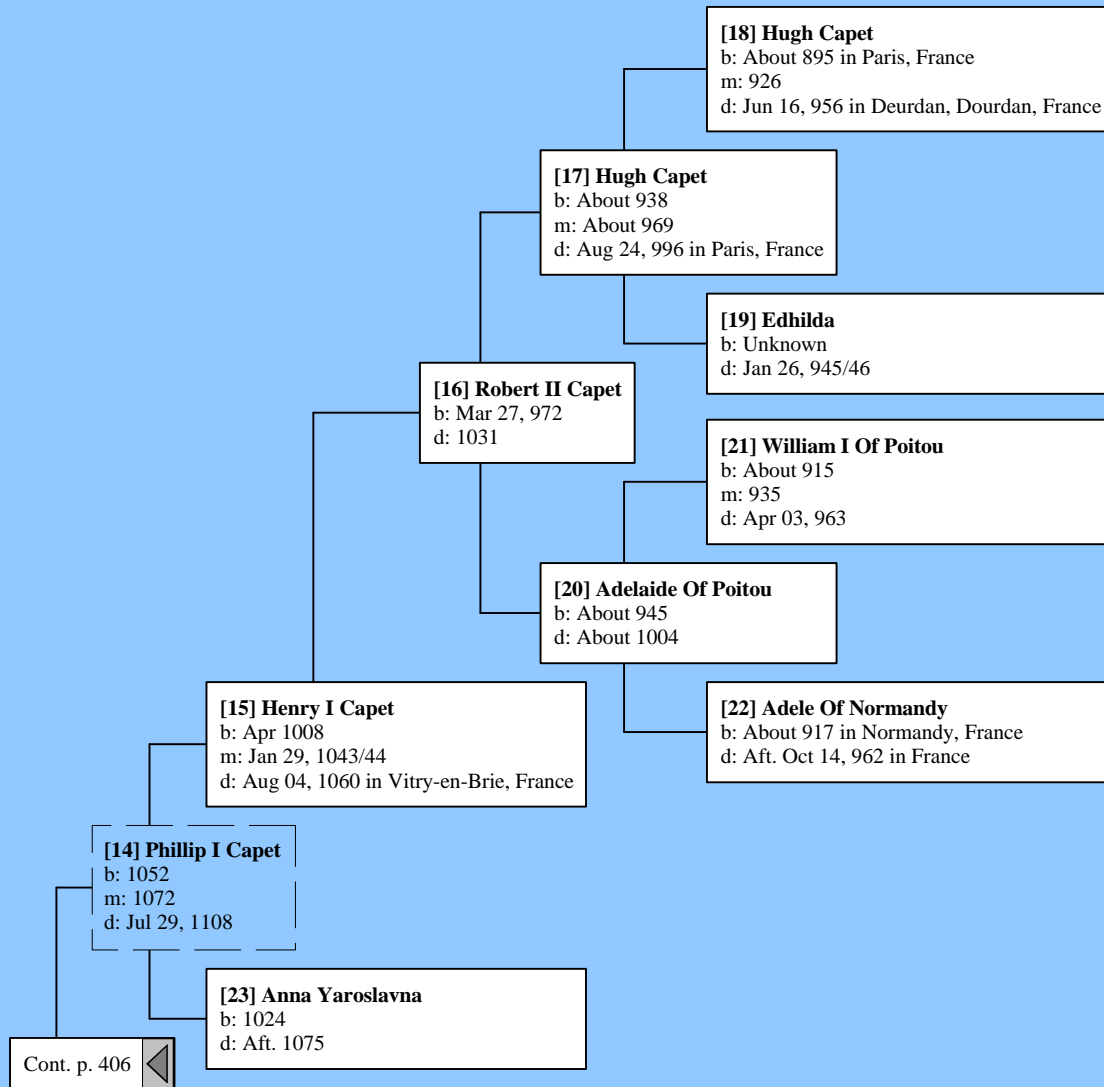 [18] Hugh Capet
b: About 895 in Paris, France
m: 926
d: Jun 16, 956 in Deurdan, Dourdan, France
[17] Hugh Capet
b: About 938
m: About 969
d: Aug 24, 996 in Paris, France
[19] Edhilda
b: Unknown
d: Jan 26, 945/46
[16] Robert II Capet
b: Mar 27, 972
d: 1031
[21] William I Of Poitou
b: About 915
m: 935
d: Apr 03, 963
[20] Adelaide Of Poitou
b: About 945
d: About 1004
[15] Henry I Capet
b: Apr 1008
m: Jan 29, 1043/44
d: Aug 04, 1060 in Vitry-en-Brie, France
[22] Adele Of Normandy
b: About 917 in Normandy, France
d: Aft. Oct 14, 962 in France
[14] Phillip I Capet
b: 1052
m: 1072
d: Jul 29, 1108
[23] Anna Yaroslavna
b: 1024
d: Aft. 1075
Cont. p. 406